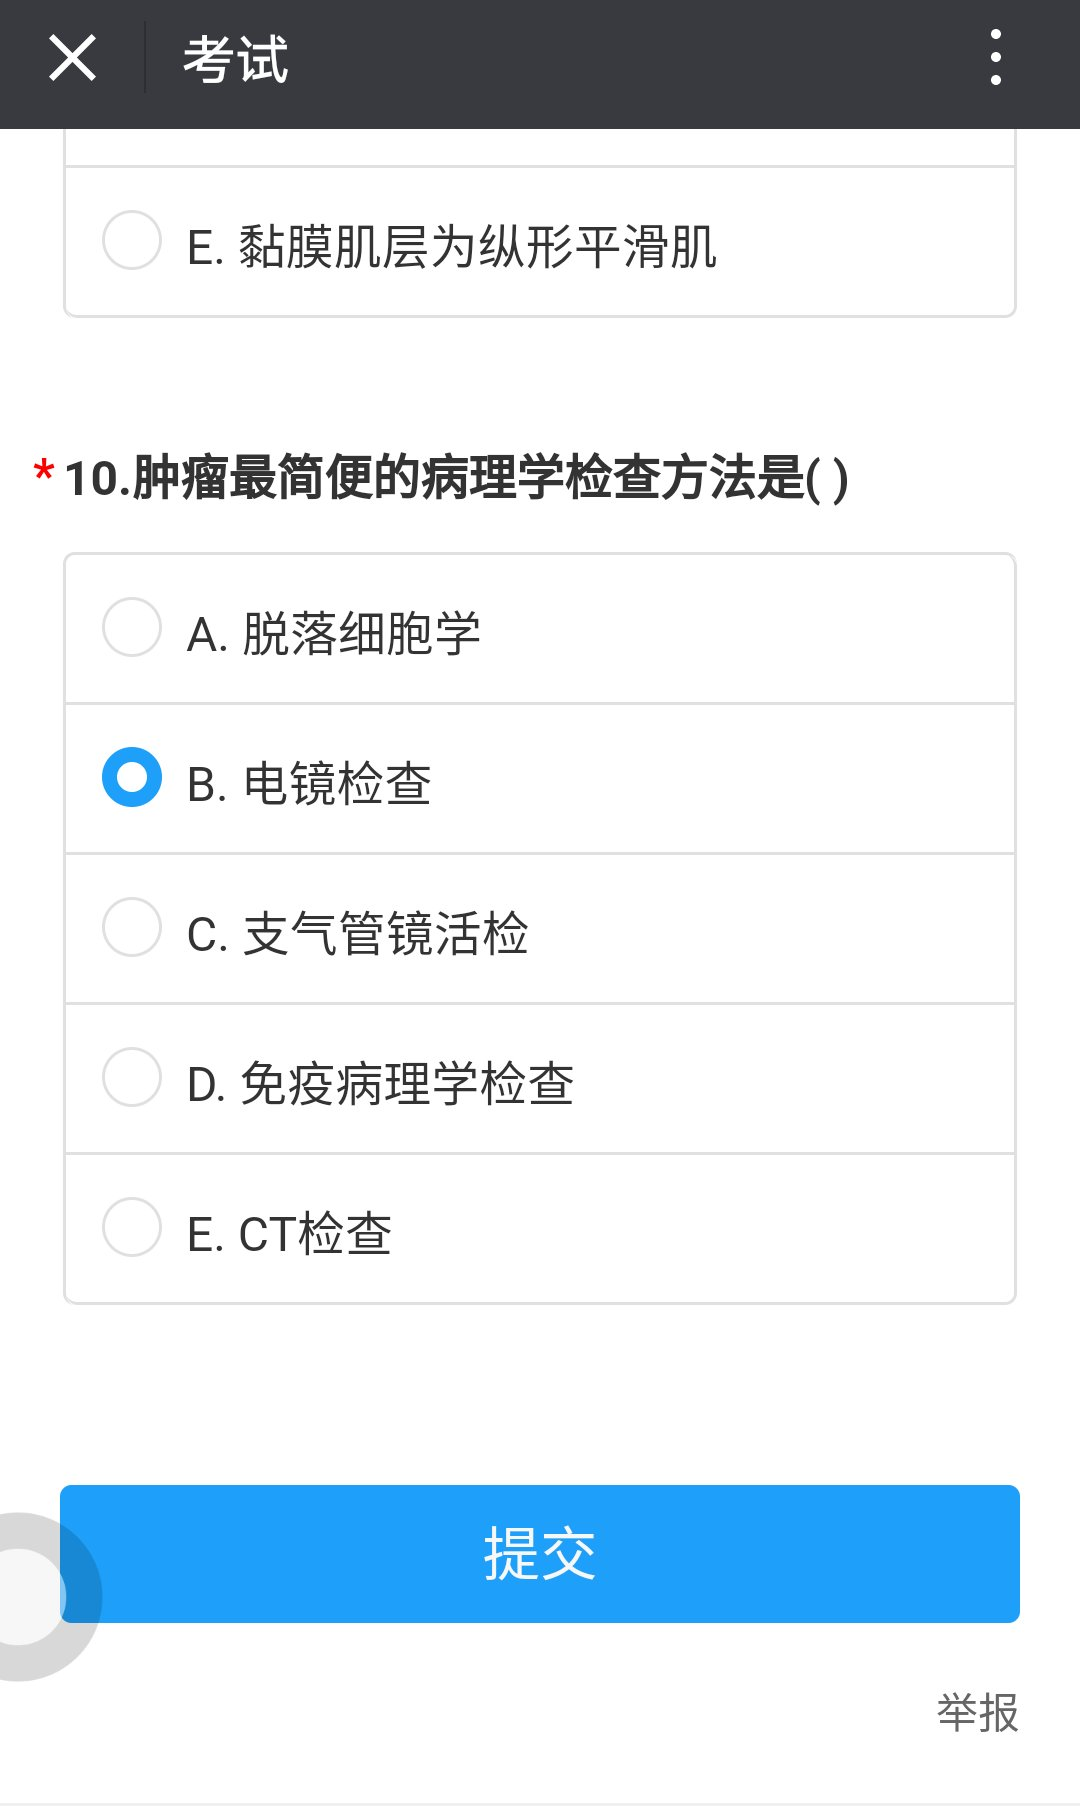 考试
E. 黏膜肌层为纵形平滑肌
* 10.肿瘤最简便的病理学检查方法是( )
A. 脱落细胞学
B. 电镜检查
C. 支气管镜活检
D. 免疫病理学检查
E. CT检查
提交
举报